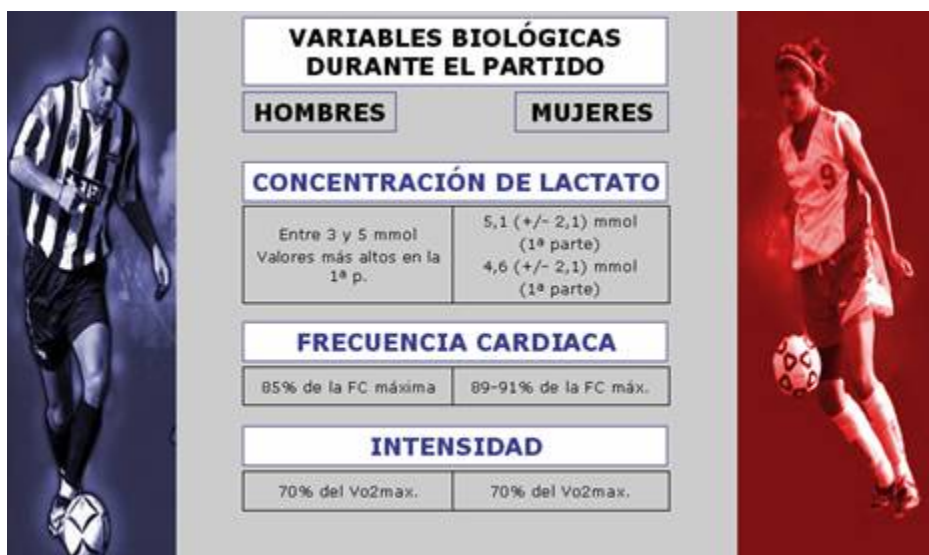 VARIABLES BIOLÓGICAS
DURANTE EL PARTIDO
HOMBRES
MUJERES
CONCENTRACIÓN DE LACTATO
Entre 3 y 5 mmol
Valores más altos en la
1ª p.
5,1 (+/- 2,1) mmol
(1ª parte)
4,6 (+/- 2,1) mmol
(1ª parte)
FRECUENCIA CARDIACA
85% de la FC máxima
89-91% de la FC máx.
INTENSIDAD
70% del Vo2max.
70% del Vo2max.
9